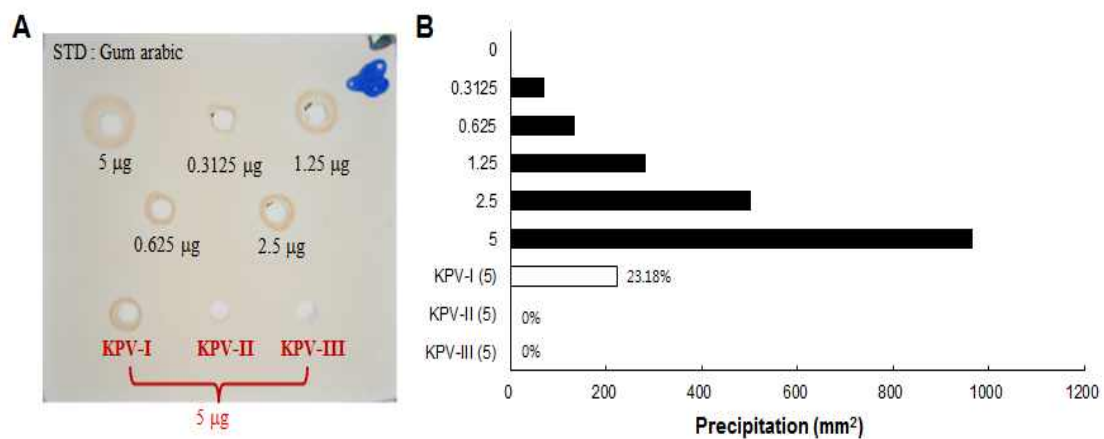 A
STD : Gum arabic
5 µg
0.3125 µg
1.25 µg
0.625 µg
2.5 µg
KPV-I
KPV-II
KPV-III
5 µg
B
0
0.3125
0.625
1.25
2.5
5
KPV-I (5)
23.18%
KPV-II (5)
0%
KPV-III (5)
0%
0
200
400
600
800
1000
1200
Precipitation (mm²)